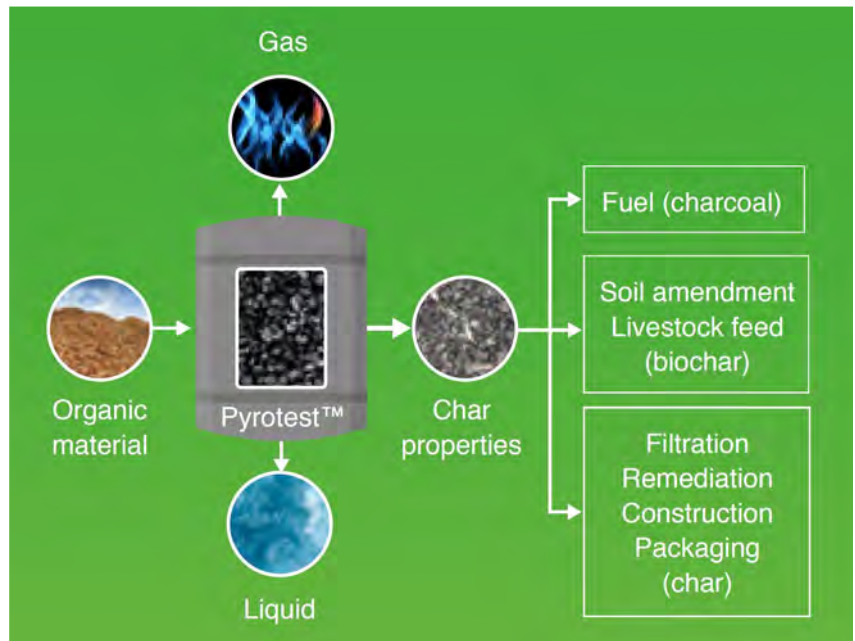 Gas
Organic
material
Pyrotest™
Char
properties
Liquid
Fuel (charcoal)
Soil amendment
Livestock feed
(biochar)
Filtration
Remediation
Construction
Packaging
(char)